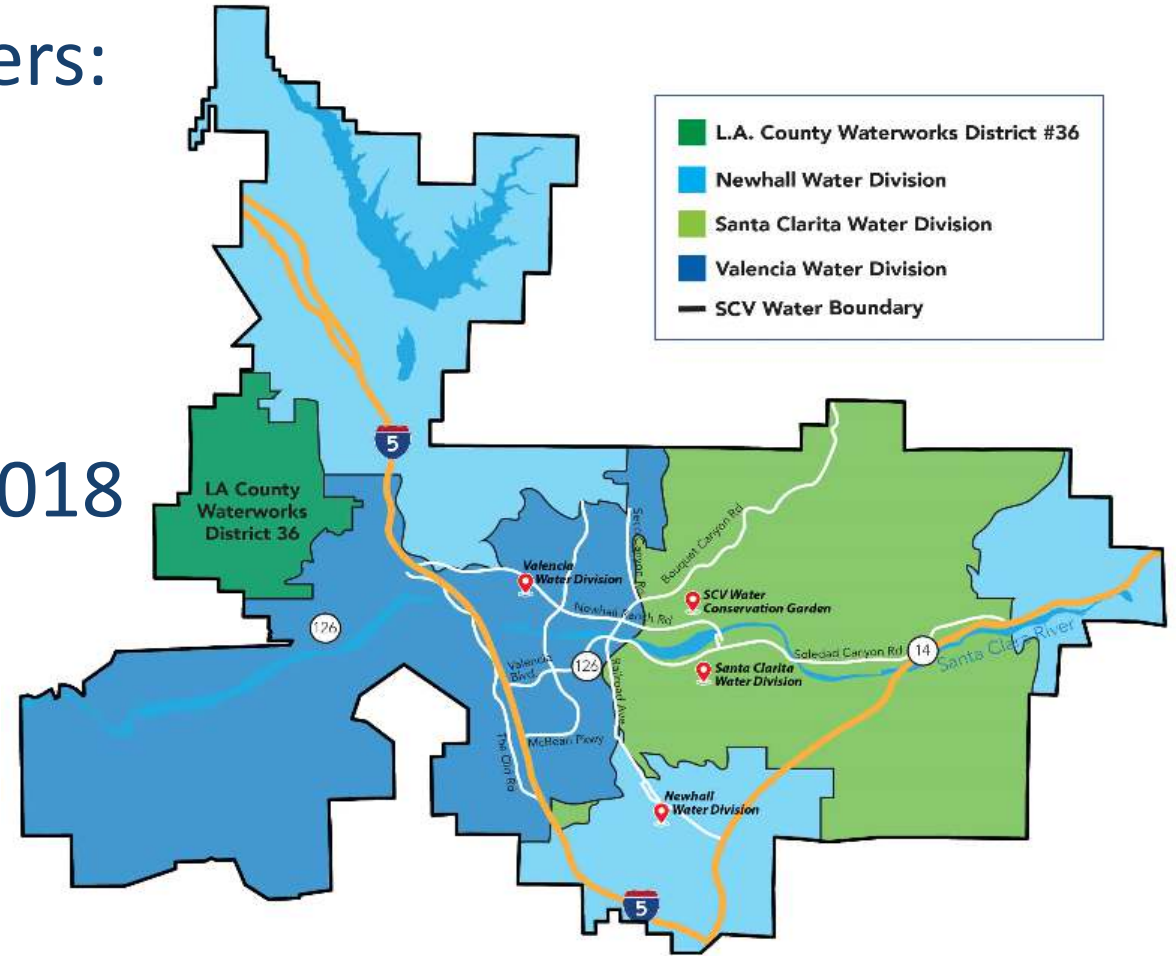 ers:
L.A. County Waterworks District #36
Newhall Water Division
Santa Clarita Water Division
Valencia Water Division
SCV Water Boundary
5
018
LA County
Waterworks
District 36
Bouquet Canyon Rd
Valencia
Water Division
SCV Water
Conservation Garden
Newhall Ranch Rd
126
126
14
Soledad Canyon Rd
Santa Clara River
Valencia
Blvd.
Railroad Ave
Santa Clarita
Water Division
McBean Pkwy
The Old Rd
Newhall
Water Division
5